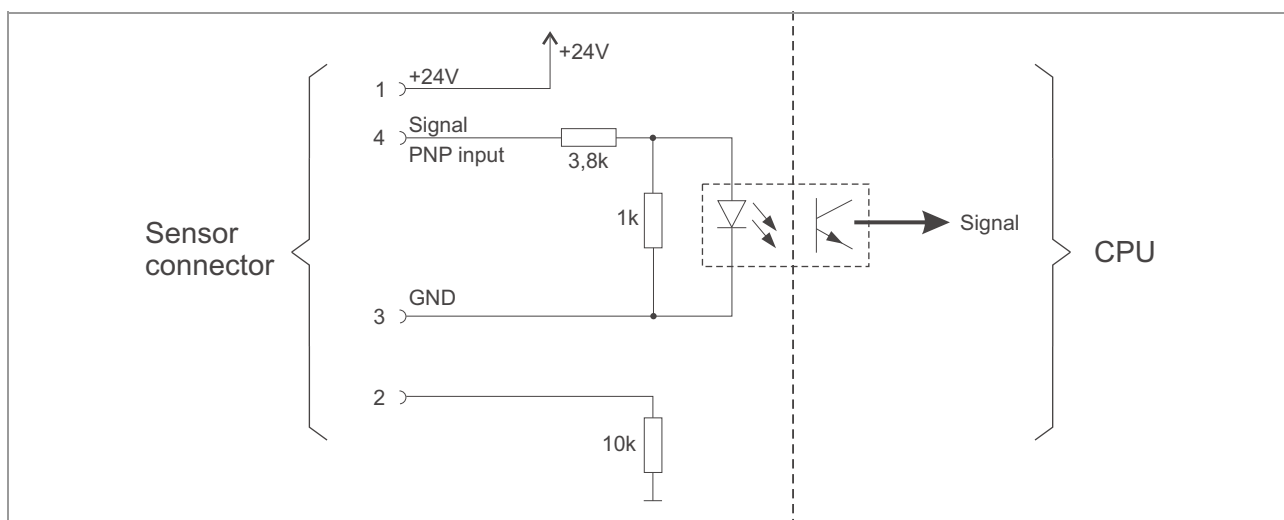 +24V
1 +24V
4 Signal
PNP input
3,8k
1k
Signal
Sensor
connector
CPU
3 GND
2
10k